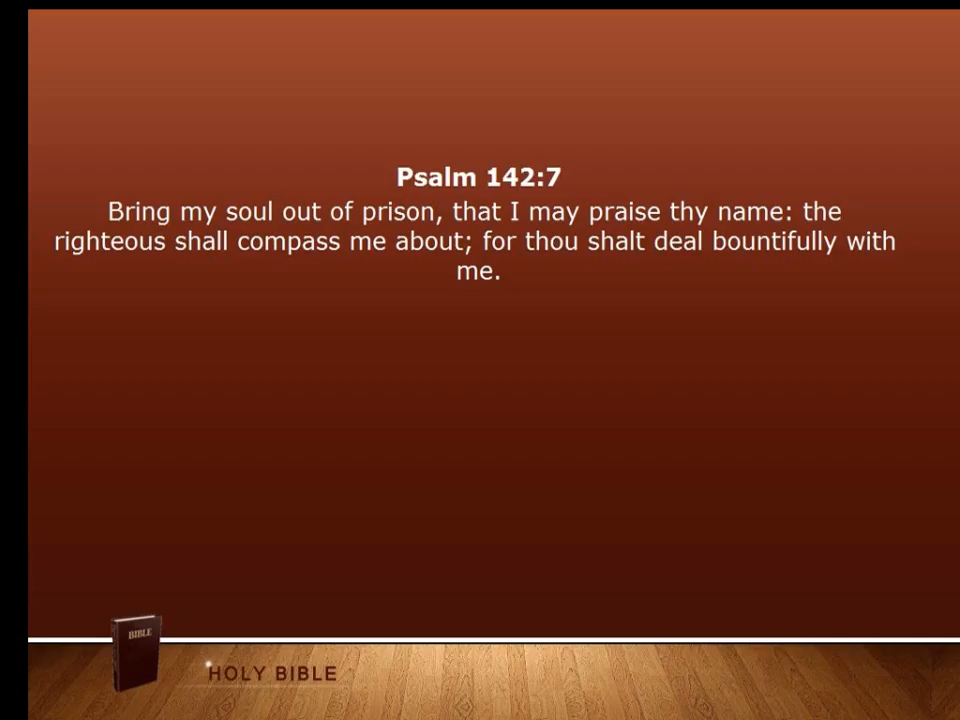 Psalm 142:7
Bring my soul out of prison, that I may praise thy name: the
righteous shall compass me about; for thou shalt deal bountifully with
me.
BIBLE
HOLY BIBLE